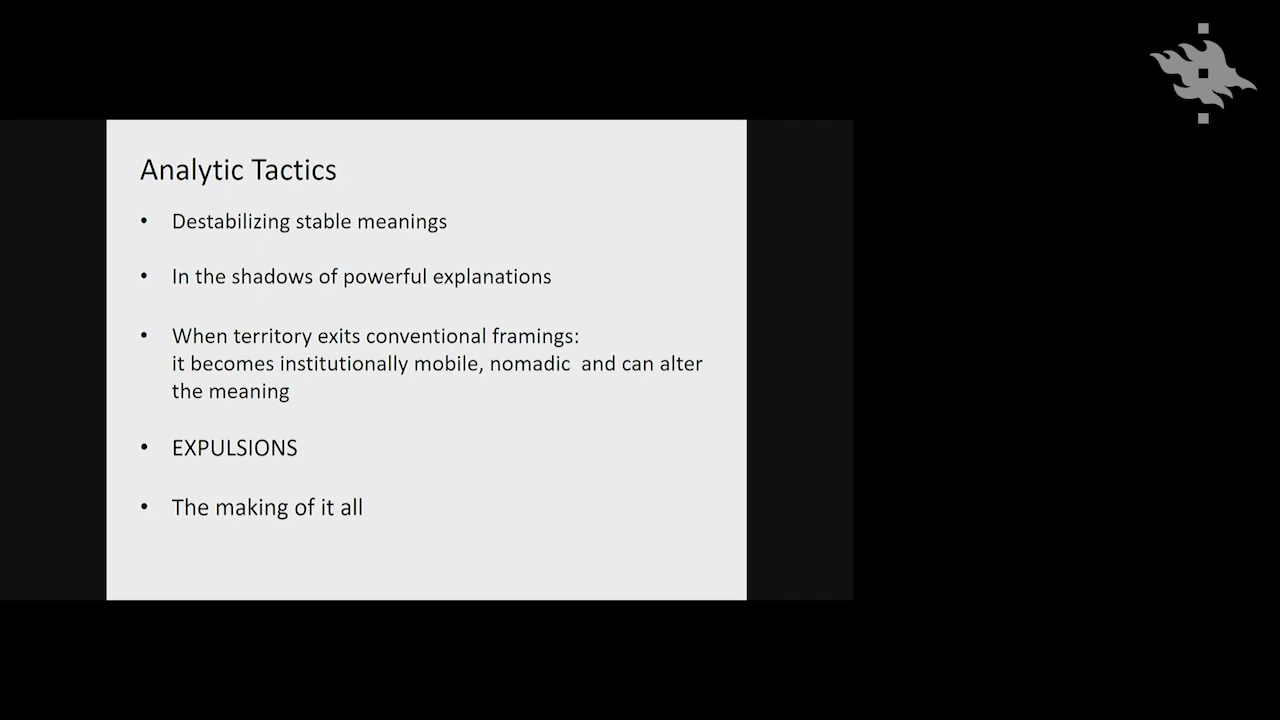 Analytic Tactics
• Destabilizing stable meanings
• In the shadows of powerful explanations
• When territory exits conventional framings:
it becomes institutionally mobile, nomadic  and can alter
the meaning
• EXPULSIONS
• The making of it all